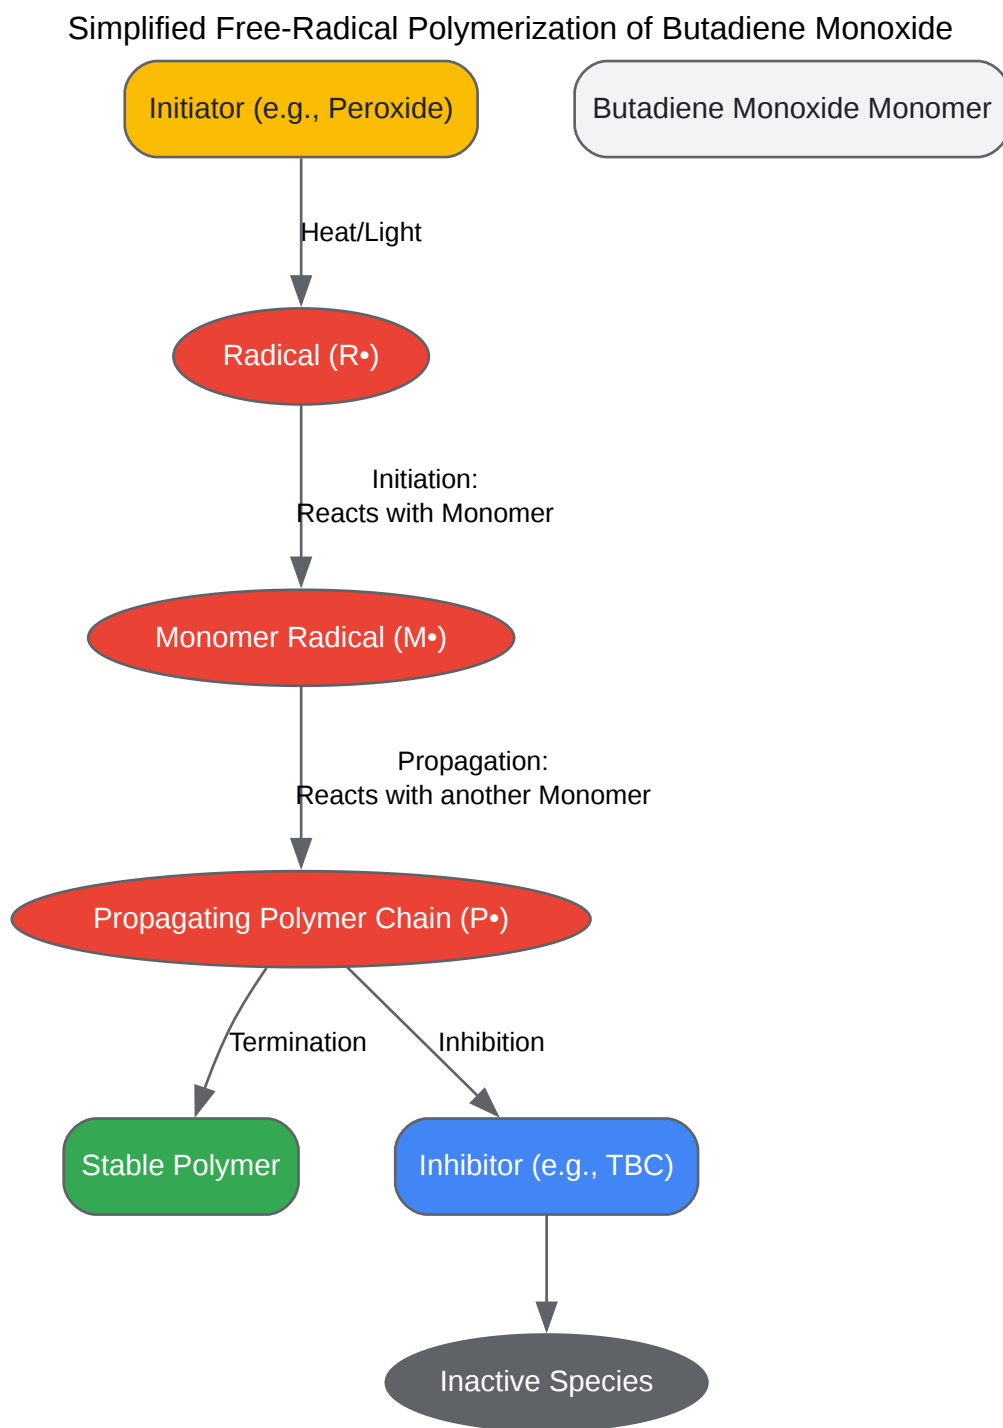 Simplified Free-Radical Polymerization of Butadiene Monoxide
Initiator (e.g., Peroxide)
Butadiene Monoxide Monomer
Heat/Light
Radical (R•)
Initiation:
Reacts with Monomer
Monomer Radical (M•)
Propagation:
Reacts with another Monomer
Propagating Polymer Chain (P•)
Termination
Inhibition
Stable Polymer
Inhibitor (e.g., TBC)
Inactive Species